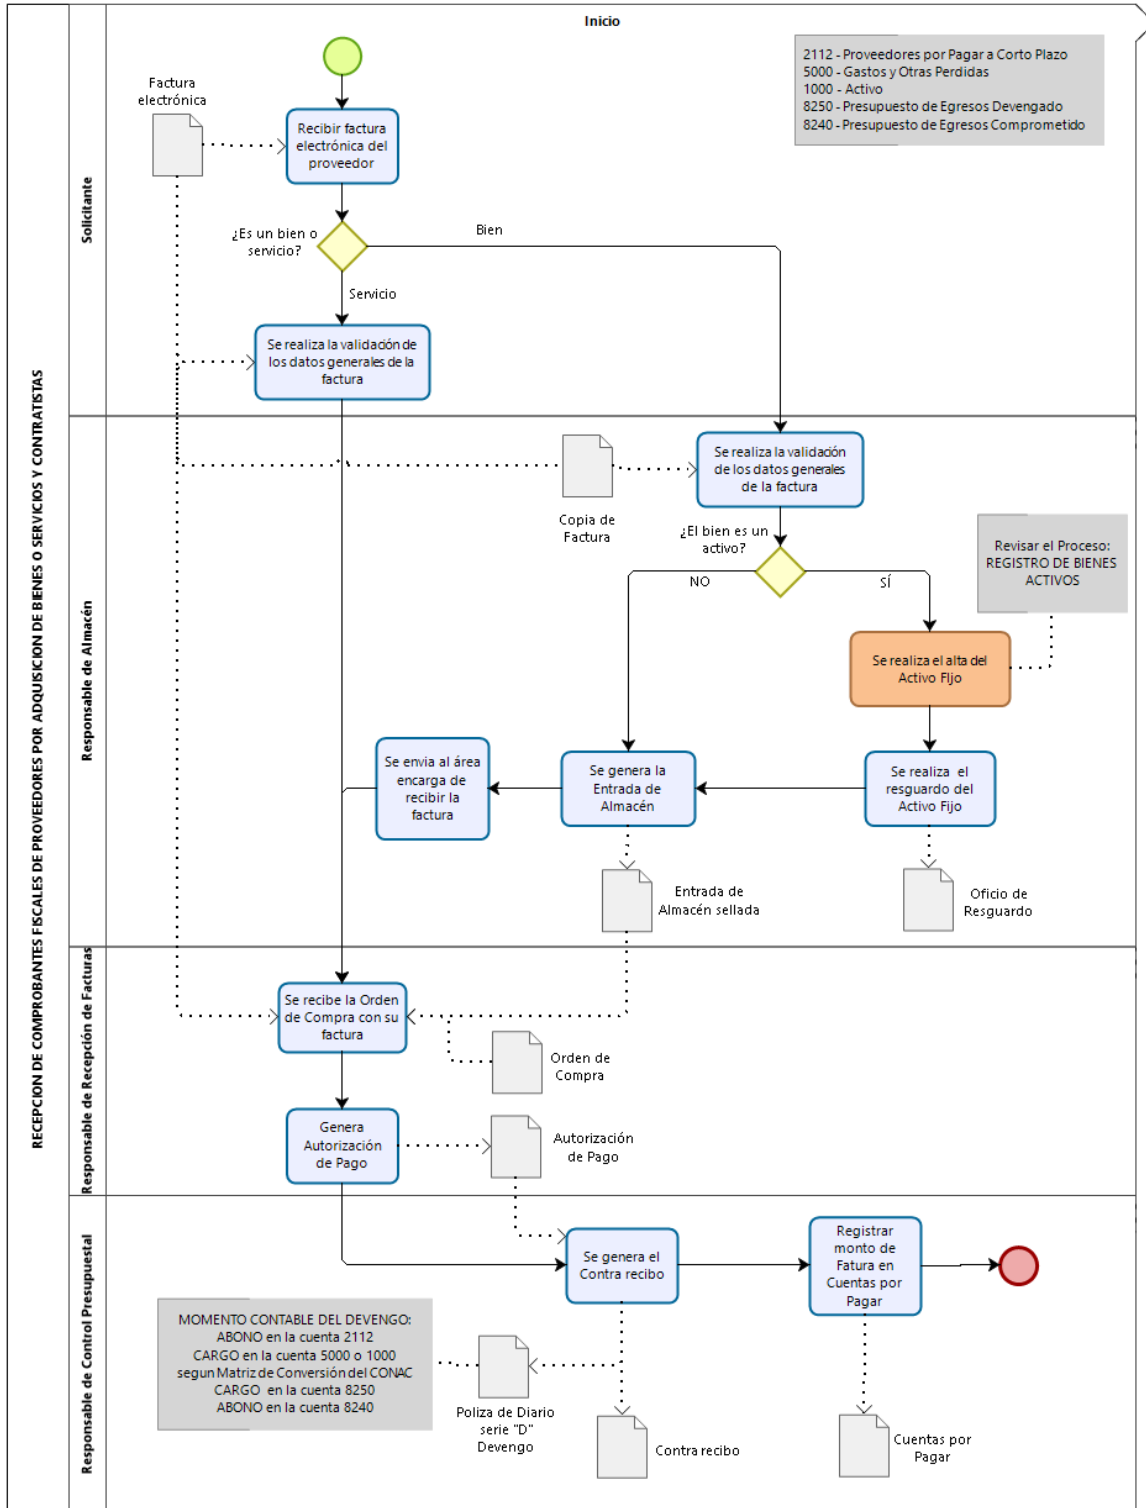 RECEPCION DE COMPROBANTES FISCALES DE PROVEEDORES POR ADQUISICION DE BIENES O SERVICIOS Y CONTRATISTAS
Inicio
Solicitante
2112 - Proveedores por Pagar a Corto Plazo
5000 - Gastos y Otras Perdidas
1000 - Activo
8250 - Presupuesto de Egresos Devengado
8240 - Presupuesto de Egresos Comprometido
Factura
electrónica
Recibir factura
electrónica del
proveedor
¿Es un bien o
servicio?
Bien
Servicio
Se realiza la validación de
los datos generales de la
factura
Responsable de Almacén
Se realiza la validación
de los datos generales
de la factura
Copia de
Factura
¿El bien es un
activo?
NO
SÍ
Revisar el Proceso:
REGISTRO DE BIENES
ACTIVOS
Se realiza el alta del
Activo FIjo
Se envia al área
encarga de
recibir la
factura
Se genera la
Entrada de
Almacén
Se realiza el
resguardo del
Activo Fijo
Entrada de
Almacén sellada
Oficio de
Resguardo
Responsable de Recepción de Facturas
Se recibe la Orden
de Compra con su
factura
Orden de
Compra
Genera
Autorización
de Pago
Autorización
de Pago
Responsable de Control Presupuestal
Se genera el
Contra recibo
Registrar
monto de
Fatura en
Cuentas por
Pagar
MOMENTO CONTABLE DEL DEVENGO:
ABONO en la cuenta 2112
CARGO en la cuenta 5000 o 1000
segun Matriz de Conversión del CONAC
CARGO en la cuenta 8250
ABONO en la cuenta 8240
Poliza de Diario
serie "D"
Devengo
Contra recibo
Cuentas por
Pagar